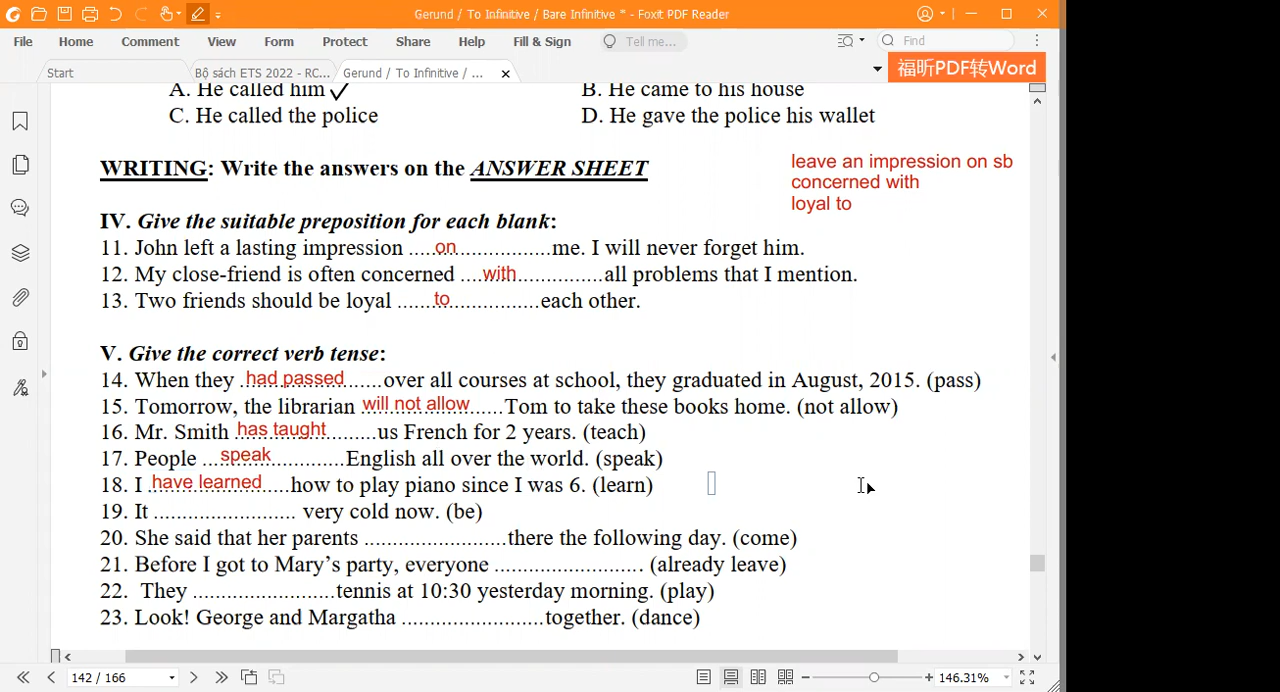 Gerund / To Infinitive / Bare Infinitive * - Foxit PDF Reader
File Home Comment View Form Protect Share Help Fill & Sign Tell me... Find
Start Bộ sách ETS 2022 - RC... Gerund / To Infinitive / ... 福昕PDF转Word
A. He called him ✓ B. He came to his house
C. He called the police D. He gave the police his wallet
WRITING: Write the answers on the ANSWER SHEET
leave an impression on sb
concerned with
loyal to
IV. Give the suitable preposition for each blank:
11. John left a lasting impression .....on......................me. I will never forget him.
12. My close-friend is often concerned ....with...................all problems that I mention.
13. Two friends should be loyal .......to......................each other.
V. Give the correct verb tense:
14. When they .had passed......over all courses at school, they graduated in August, 2015. (pass)
15. Tomorrow, the librarian will not allow......Tom to take these books home. (not allow)
16. Mr. Smith has taught.........us French for 2 years. (teach)
17. People ...speak.............English all over the world. (speak)
18. I .have learned.....how to play piano since I was 6. (learn)
19. It .......................... very cold now. (be)
20. She said that her parents ..........................there the following day. (come)
21. Before I got to Mary’s party, everyone ........................... (already leave)
22. They ..........................tennis at 10:30 yesterday morning. (play)
23. Look! George and Margatha ..........................together. (dance)
142 / 166 146.31%